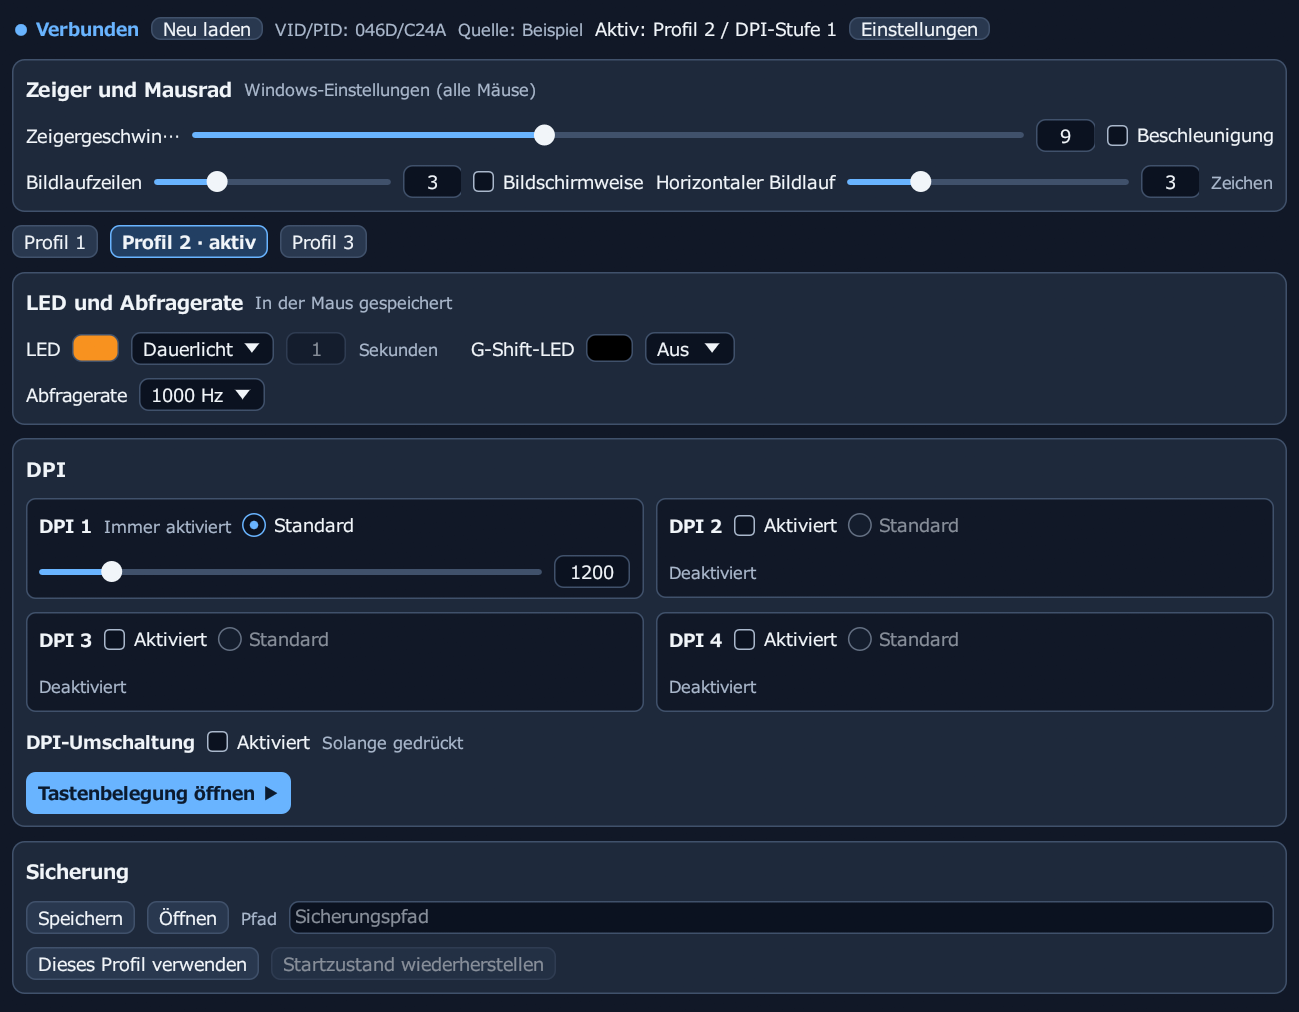 Verbunden Neu laden VID/PID: 046D/C24A Quelle: Beispiel Aktiv: Profil 2 / DPI-Stufe 1 Einstellungen
Zeiger und Mausrad Windows-Einstellungen (alle Mäuse)
Zeigergeschwin··· 9 Beschleunigung
Bildlaufzeilen 3 Bildschirmweise Horizontaler Bildlauf 3 Zeichen
Profil 1 Profil 2 · aktiv Profil 3
LED und Abfragerate In der Maus gespeichert
LED Dauerlicht 1 Sekunden G-Shift-LED Aus
Abfragerate 1000 Hz
DPI
DPI 1 Immer aktiviert Standard
1200
DPI 2 Aktiviert Standard
Deaktiviert
DPI 3 Aktiviert Standard
Deaktiviert
DPI 4 Aktiviert Standard
Deaktiviert
DPI-Umschaltung Aktiviert Solange gedrückt
Tastenbelegung öffnen
Sicherung
Speichern Öffnen Pfad Sicherungspfad
Dieses Profil verwenden Startzustand wiederherstellen